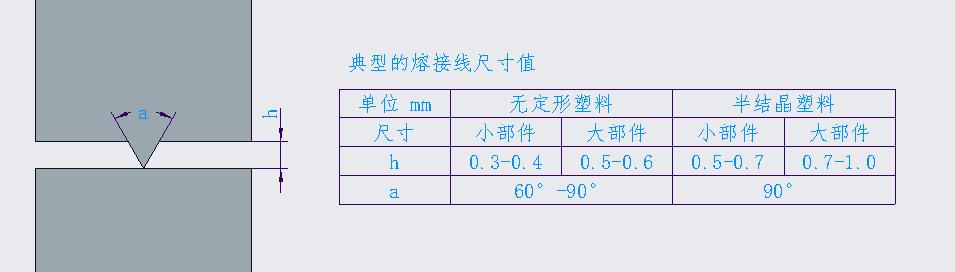 典型的熔接线尺寸值
a
h
单位 mm 无定形塑料 半结晶塑料
尺寸 小部件 大部件 小部件 大部件
h 0.3-0.4 0.5-0.6 0.5-0.7 0.7-1.0
a 60°-90° 90°